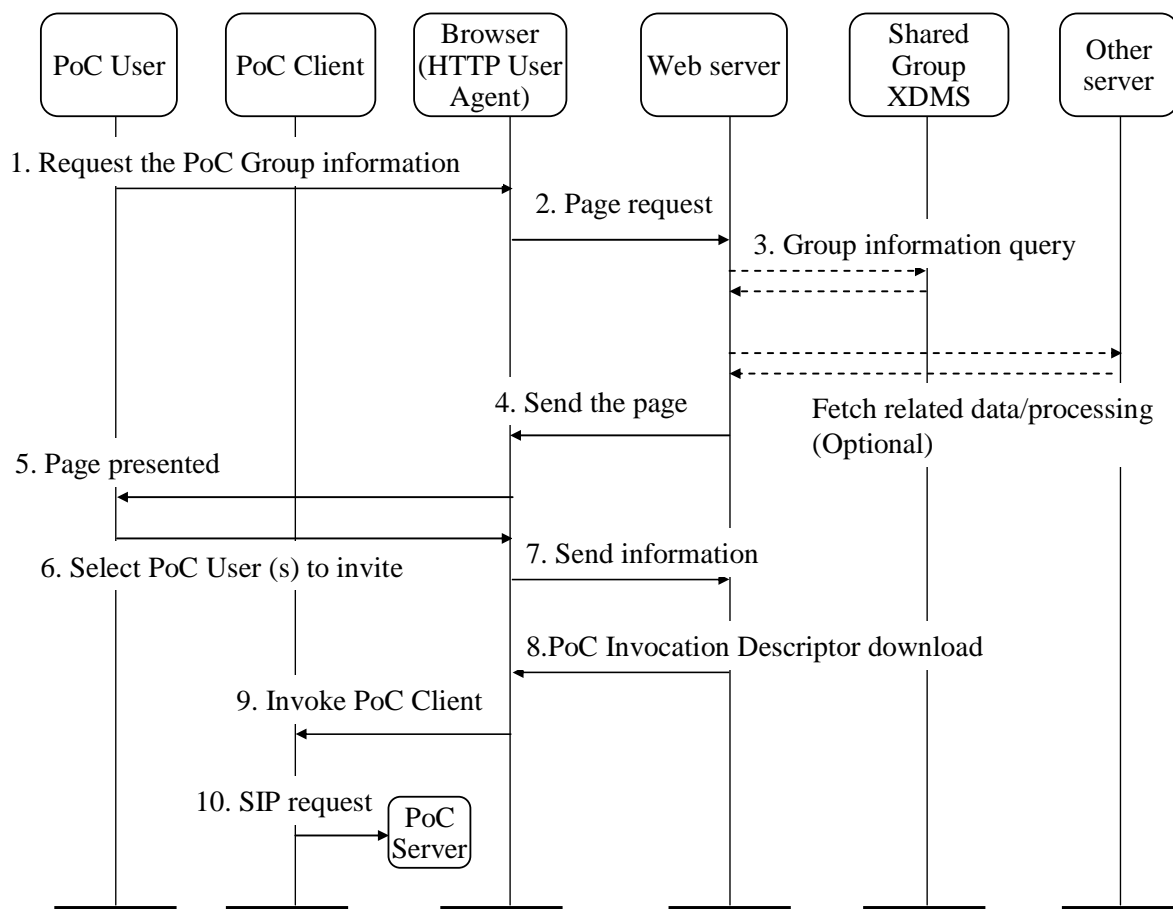 PoC User
PoC Client
Browser
(HTTP User
Agent)
Web server
Shared
Group
XDMS
Other
server
1. Request the PoC Group information
2. Page request
3. Group information query
4. Send the page
Fetch related data/processing
(Optional)
5. Page presented
6. Select PoC User (s) to invite
7. Send information
8.PoC Invocation Descriptor download
9. Invoke PoC Client
10. SIP request
PoC
Server